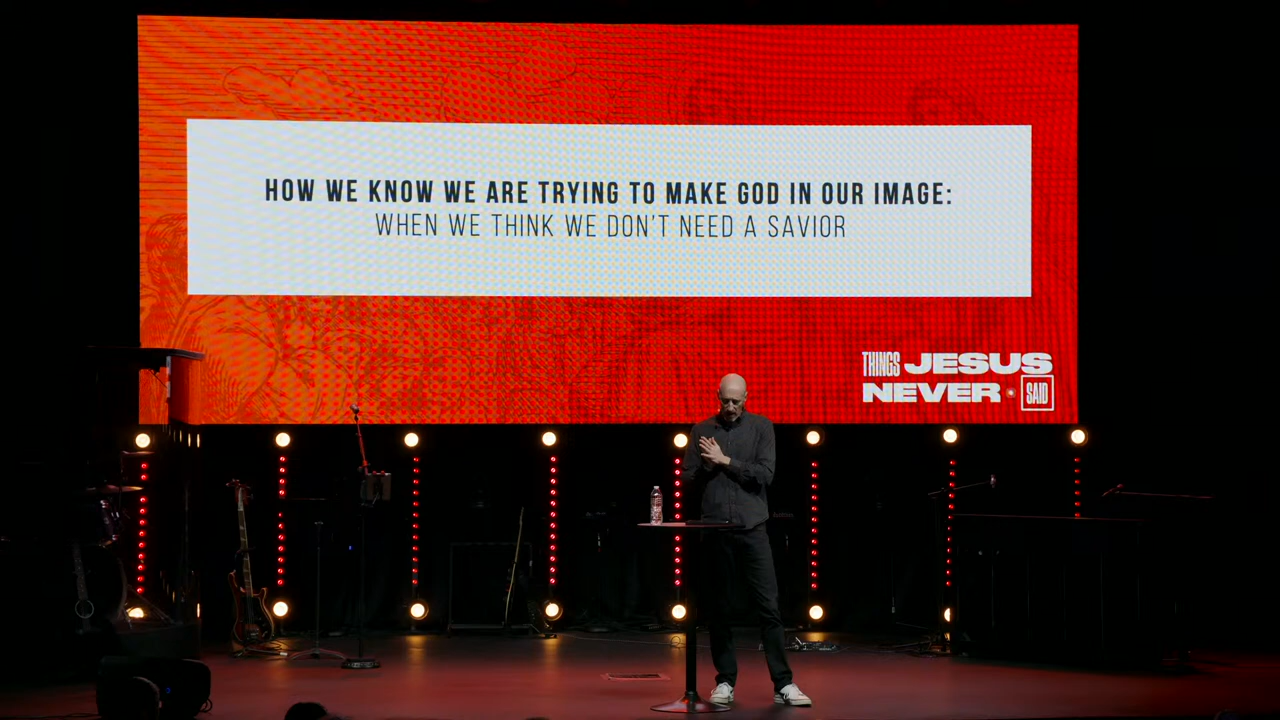 HOW WE KNOW WE ARE TRYING TO MAKE GOD IN OUR IMAGE:
WHEN WE THINK WE DON'T NEED A SAVIOR
THINGS JESUS
NEVER SAID